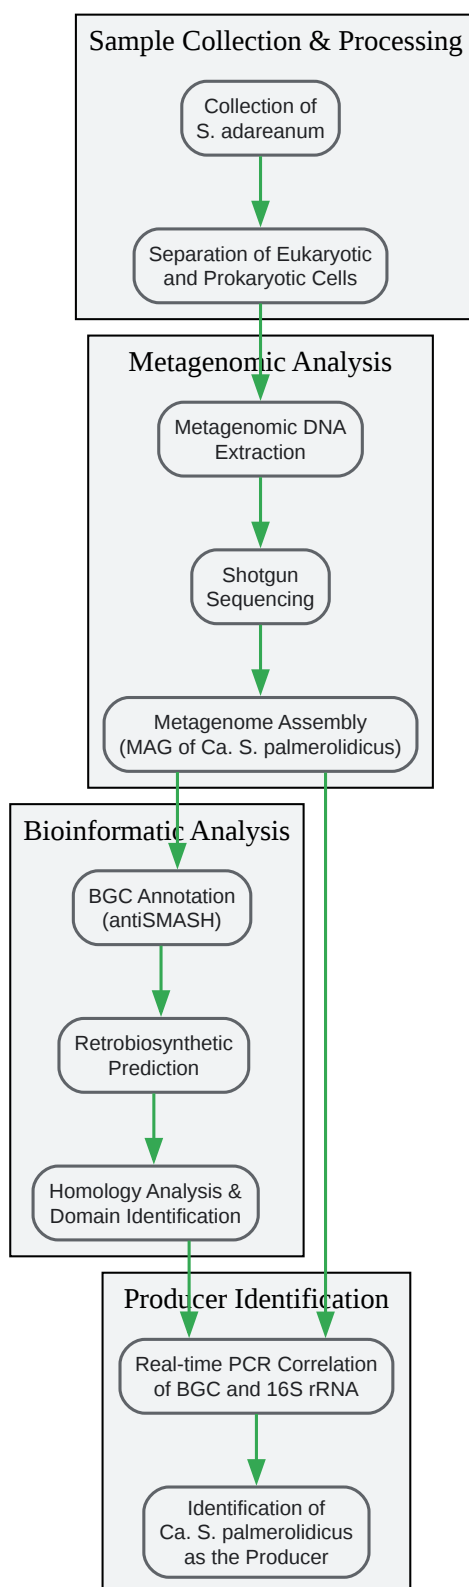 Sample Collection & Processing
Collection of
S. adareanum
Separation of Eukaryotic
and Prokaryotic Cells
Metagenomic Analysis
Metagenomic DNA
Extraction
Shotgun
Sequencing
Metagenome Assembly
(MAG of Ca. S. palmerolidicus)
Bioinformatic Analysis
BGC Annotation
(antiSMASH)
Retrobiosynthetic
Prediction
Homology Analysis &
Domain Identification
Producer Identification
Real-time PCR Correlation
of BGC and 16S rRNA
Identification of
Ca. S. palmerolidicus
as the Producer